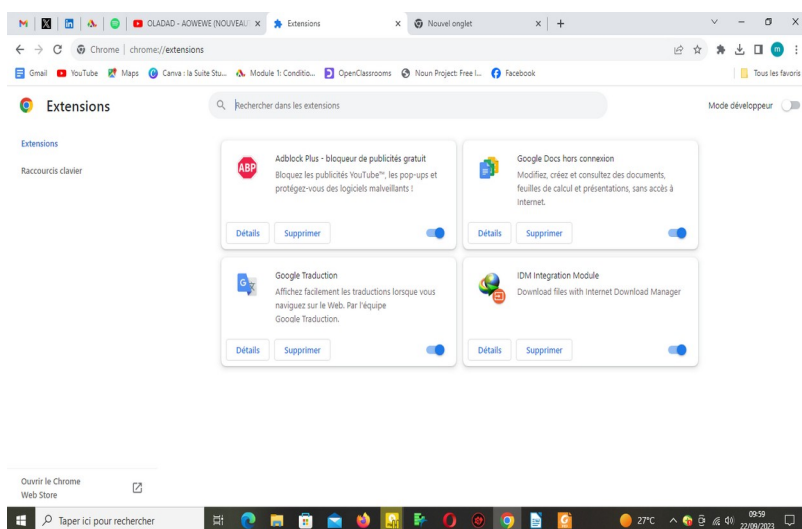 OLADAD - AOWEWE (NOUVEAU
Extensions
Nouvel onglet
Chrome | chrome://extensions
Gmail
YouTube
Maps
Canva : la Suite Stu...
Module 1: Conditio...
OpenClassrooms
Noun Project: Free I...
Facebook
Tous les favoris
Extensions
Rechercher dans les extensions
Mode développeur
Extensions
Raccourcis clavier
ABP
Adblock Plus - bloqueur de publicités gratuit
Bloquez les publicités YouTube™, les pop-ups et
protégez-vous des logiciels malveillants !
Détails
Supprimer
Google Docs hors connexion
Modifiez, créez et consultez des documents,
feuilles de calcul et présentations, sans accès à
Internet.
Détails
Supprimer
Google Traduction
Affichez facilement les traductions lorsque vous
naviguez sur le Web. Par l'équipe
Google Traduction.
Détails
Supprimer
IDM Integration Module
Download files with Internet Download Manager
Détails
Supprimer
Ouvrir le Chrome
Web Store
Taper ici pour rechercher
27°C
09:59
22/09/2023